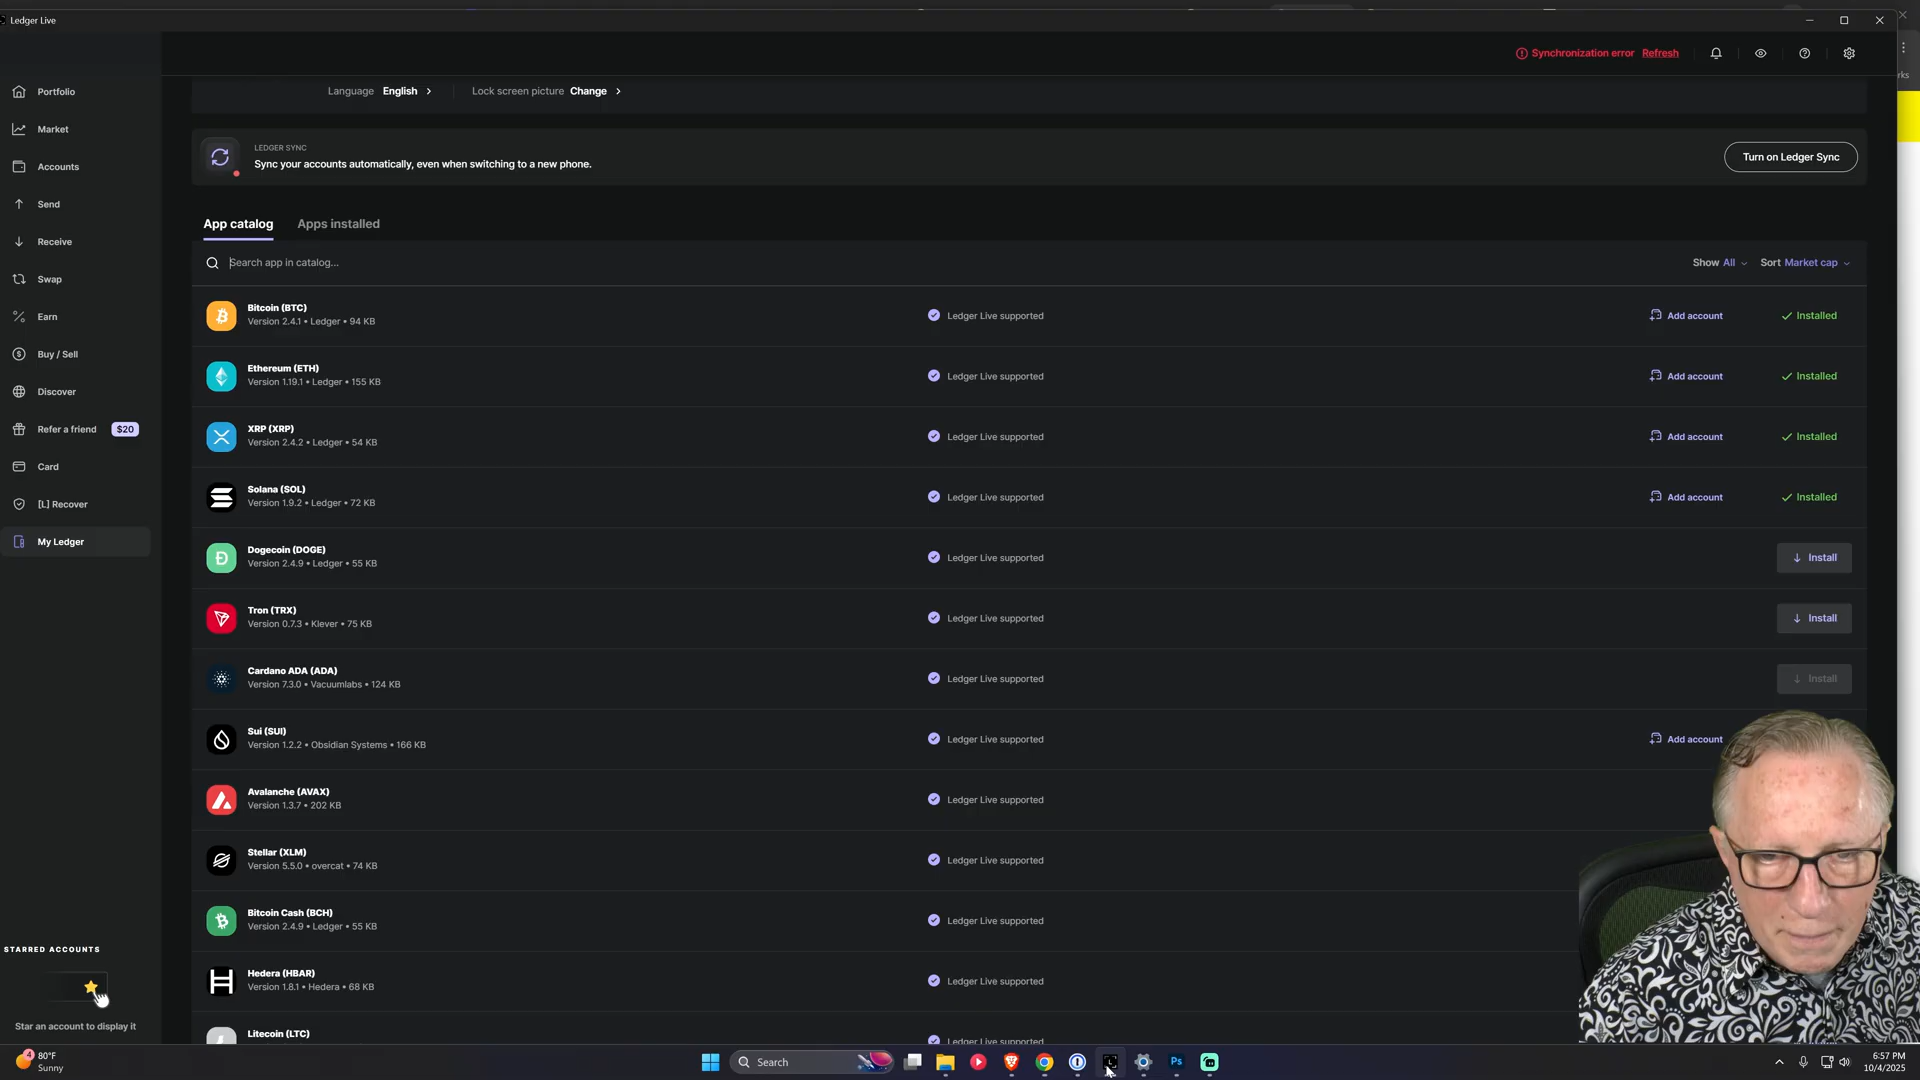 Ledger Live
Synchronization error Refresh
Portfolio
Market
Accounts
Send
Receive
Swap
Earn
Buy / Sell
Discover
Refer a friend $20
Card
[L] Recover
My Ledger
STARRED ACCOUNTS
Star an account to display it
Language English
Lock screen picture Change
LEDGER SYNC
Sync your accounts automatically, even when switching to a new phone.
Turn on Ledger Sync
App catalog Apps installed
Search app in catalog...
Show All Sort Market cap
Bitcoin (BTC)
Version 2.4.1 • Ledger • 94 KB
Ledger Live supported
Add account
Installed
Ethereum (ETH)
Version 1.19.1 • Ledger • 155 KB
Ledger Live supported
Add account
Installed
XRP (XRP)
Version 2.4.2 • Ledger • 54 KB
Ledger Live supported
Add account
Installed
Solana (SOL)
Version 1.9.2 • Ledger • 72 KB
Ledger Live supported
Add account
Installed
Dogecoin (DOGE)
Version 2.4.9 • Ledger • 55 KB
Ledger Live supported
Install
Tron (TRX)
Version 0.7.3 • Klever • 75 KB
Ledger Live supported
Install
Cardano ADA (ADA)
Version 7.3.0 • Vacuumlabs • 124 KB
Ledger Live supported
Install
Sui (SUI)
Version 1.2.2 • Obsidian Systems • 166 KB
Ledger Live supported
Add account
Avalanche (AVAX)
Version 1.3.7 • 202 KB
Ledger Live supported
Stellar (XLM)
Version 5.5.0 • overcat • 74 KB
Ledger Live supported
Bitcoin Cash (BCH)
Version 2.4.9 • Ledger • 55 KB
Ledger Live supported
Hedera (HBAR)
Version 1.8.1 • Hedera • 68 KB
Ledger Live supported
Litecoin (LTC)
Ledger Live supported
rks
4
80°F
Sunny
Search
Ps
6:57 PM
10/4/2025